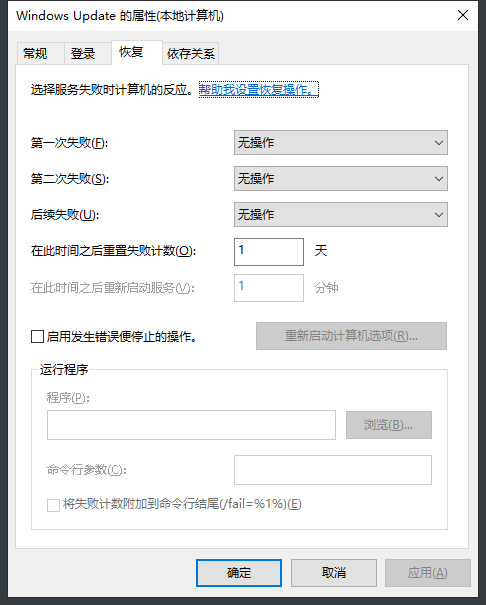 Windows Update 的属性(本地计算机)
常规 登录 恢复 依存关系
选择服务失败时计算机的反应。帮助我设置恢复操作。
第一次失败(F): 无操作
第二次失败(S): 无操作
后续失败(U): 无操作
在此时间之后重置失败计数(O): 1 天
在此时间之后重新启动服务(V): 1 分钟
启用发生错误便停止的操作。 重新启动计算机选项(R)...
运行程序
程序(P):
浏览(B)...
命令行参数(C):
将失败计数附加到命令行结尾(/fail=%1%)(E)
确定 取消 应用(A)